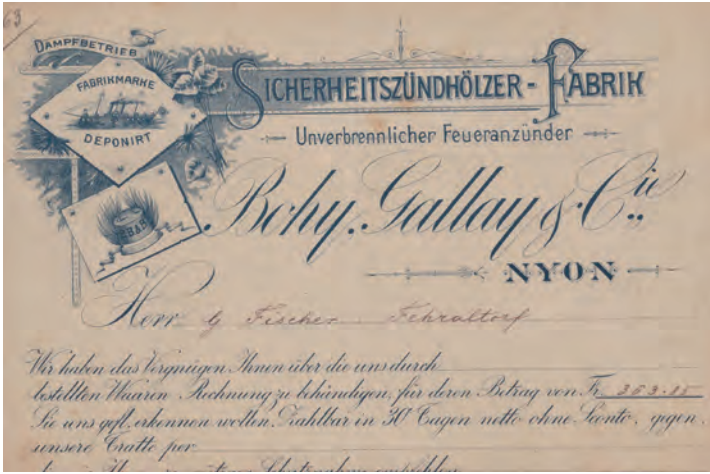 63
DAMPFBETRIEB
FABRIKMARKE
DEPONIRT
SICHERHEITSZÜNDHÖLZER - FABRIK
Unverbrennlicher Feueranzünder
Bohy, Gallay & Cie
NYON
Herr G Fischer Fehraltorf
Wir haben das Vergnügen Ihnen über die uns durch
bestellten Waaren Rechnung zu behändigen, für deren Betrag von Fr. 363.15
Sie uns gefl. erkennen wollen. Zahlbar in 30 Tagen netto ohne Sconto, gegen
unsere Tratte per